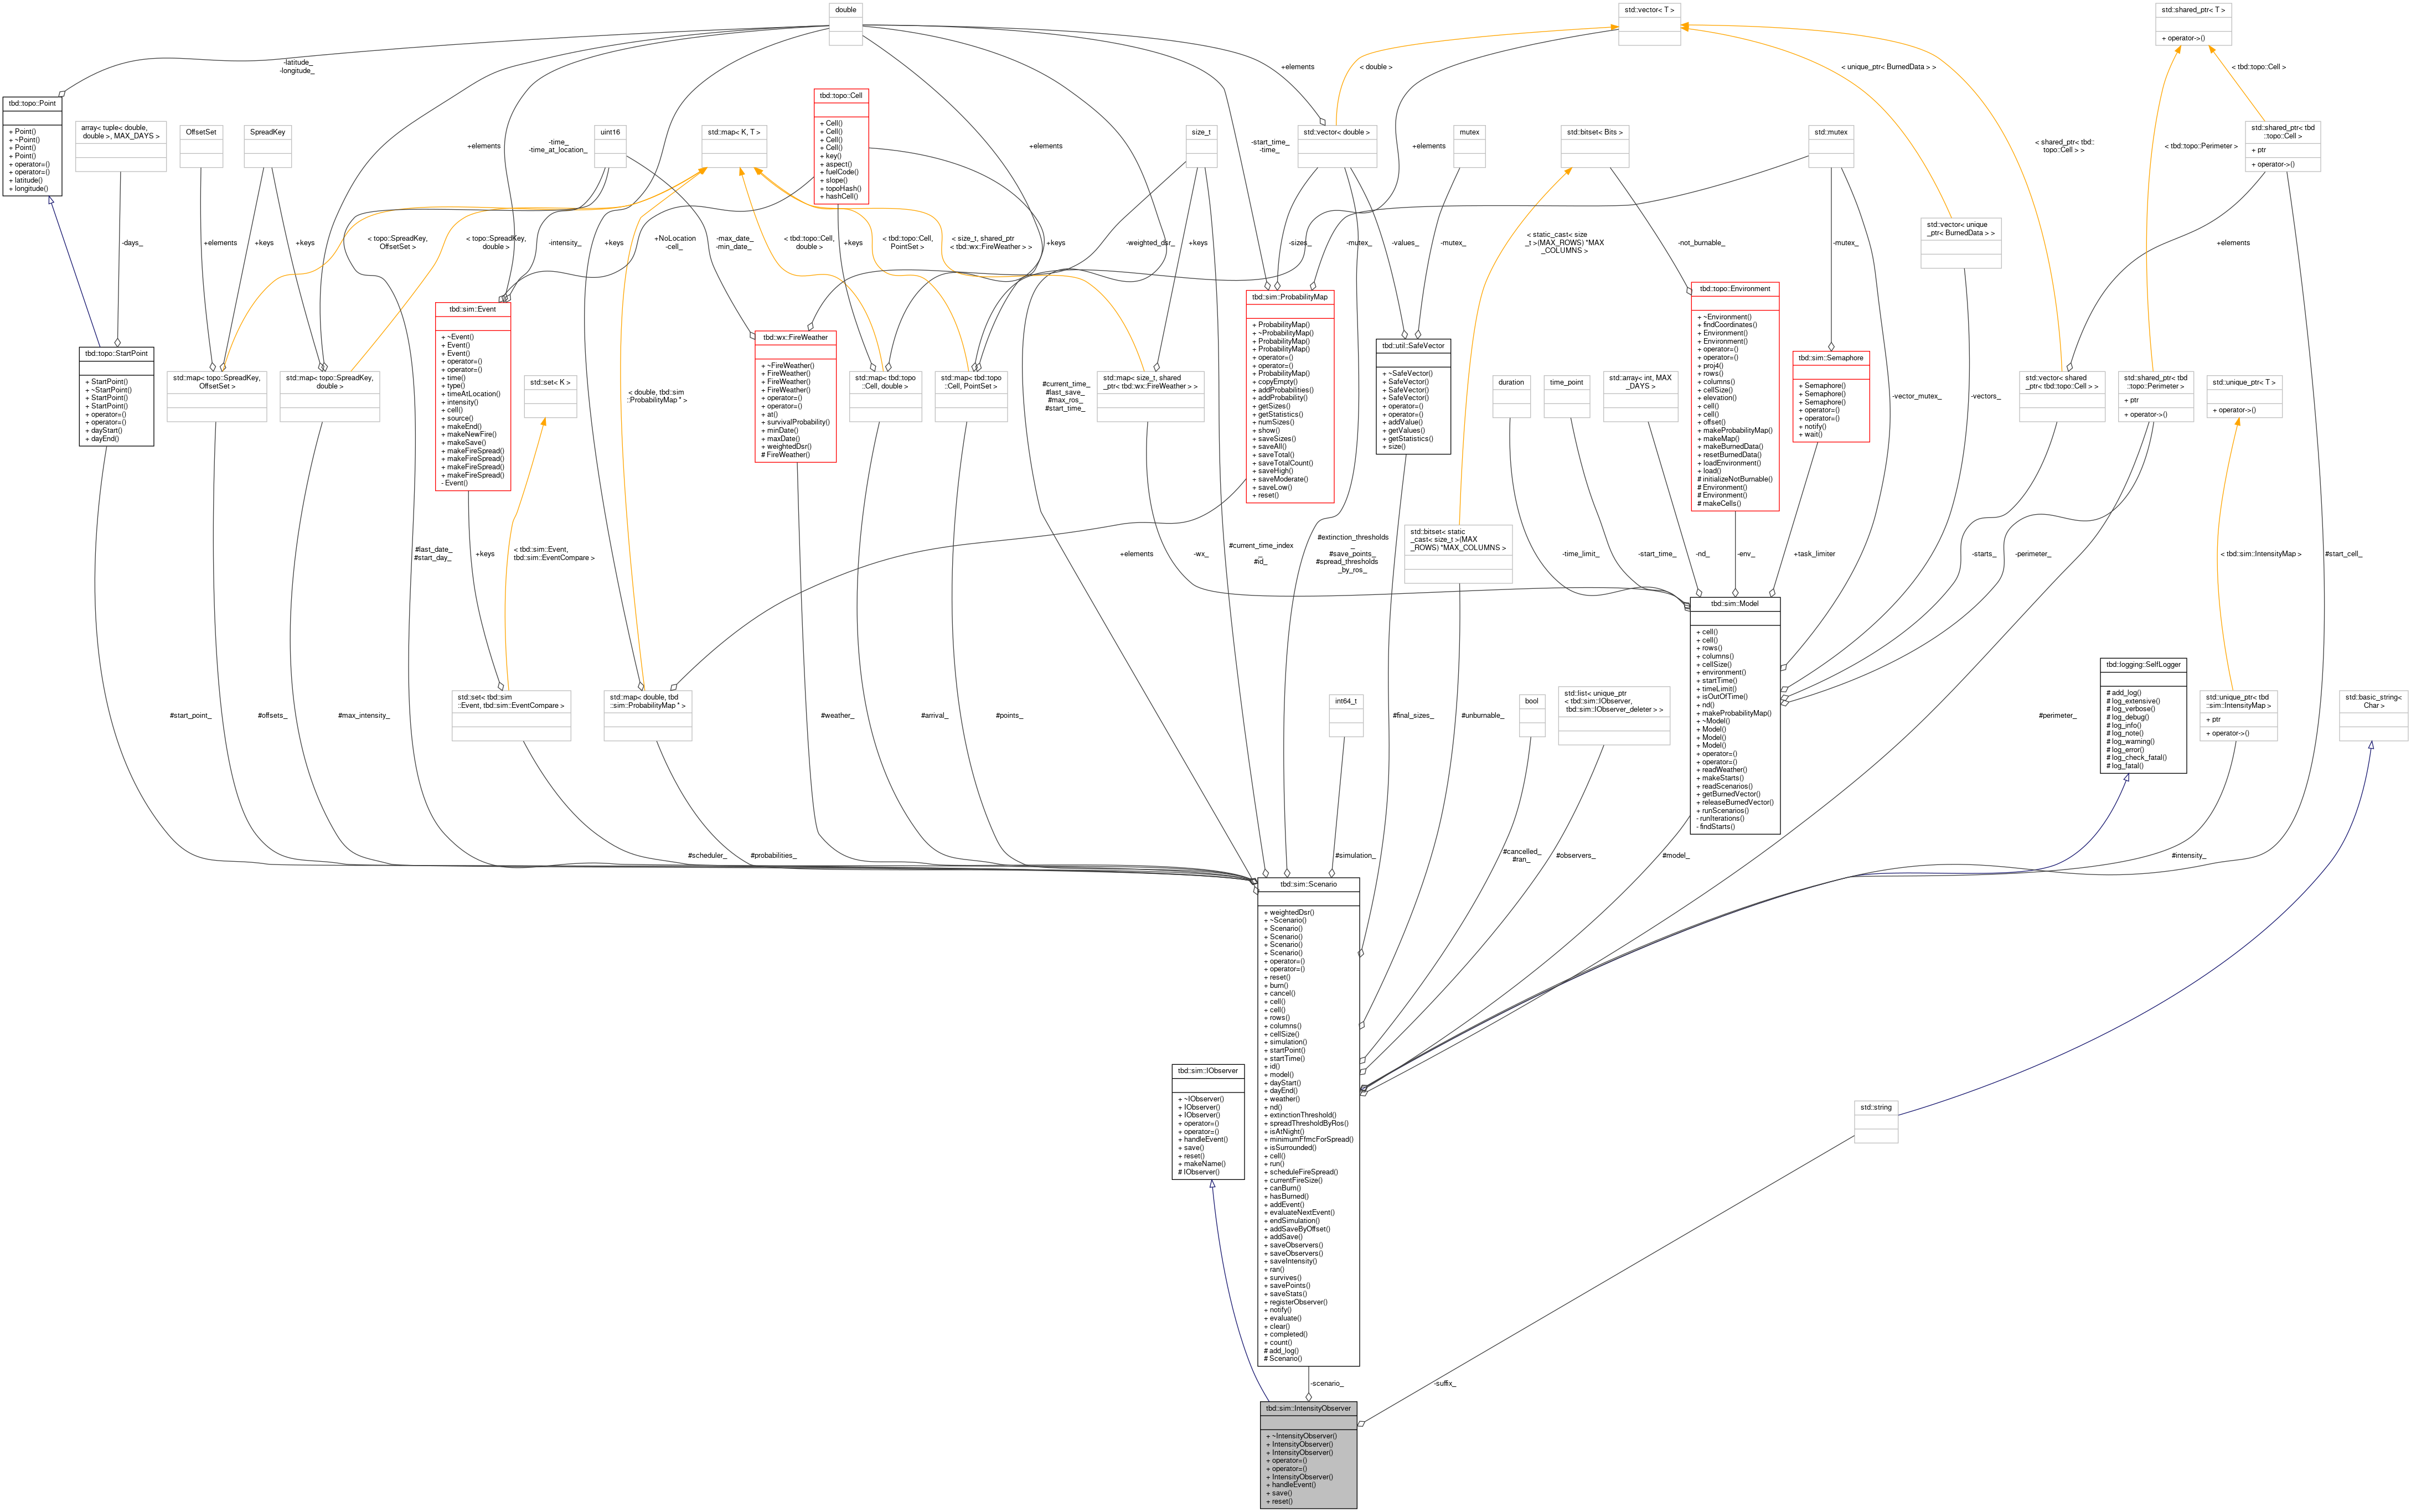 double
std::vector< T >
std::shared_ptr< T >
+ operator->()
-latitude_
-longitude_
+elements
< double >
< unique_ptr< BurnedData > >
< tbd::topo::Cell >
tbd::topo::Point
+ Point()
+ ~Point()
+ Point()
+ Point()
+ operator=()
+ operator=()
+ latitude()
+ longitude()
array< tuple< double,
double >, MAX_DAYS >
OffsetSet
SpreadKey
+elements
-time_
-time_at_location_
uint16
std::map< K, T >
tbd::topo::Cell
+ Cell()
+ Cell()
+ Cell()
+ Cell()
+ key()
+ aspect()
+ fuelCode()
+ slope()
+ topoHash()
+ hashCell()
+elements
size_t
-start_time_
-time_
std::vector< double >
+elements
mutex
std::bitset< Bits >
std::mutex
< shared_ptr< tbd::
topo::Cell > >
< tbd::topo::Perimeter >
std::shared_ptr< tbd
::topo::Cell >
+ ptr
+ operator->()
-days_
+elements
+keys
+keys
< topo::SpreadKey,
OffsetSet >
< topo::SpreadKey,
double >
-intensity_
+keys
+NoLocation
-cell_
-max_date_
-min_date_
< tbd::topo::Cell,
double >
+keys
< tbd::topo::Cell,
PointSet >
< size_t, shared_ptr
< tbd::wx::FireWeather > >
+keys
-weighted_dsr_
+keys
-sizes_
-mutex_
-values_
-mutex_
< static_cast< size
_t >(MAX_ROWS) *MAX
_COLUMNS >
-not_burnable_
-mutex_
std::vector< unique
_ptr< BurnedData > >
+elements
tbd::topo::StartPoint
+ StartPoint()
+ ~StartPoint()
+ StartPoint()
+ StartPoint()
+ operator=()
+ operator=()
+ dayStart()
+ dayEnd()
std::map< topo::SpreadKey,
OffsetSet >
std::map< topo::SpreadKey,
double >
tbd::sim::Event
+ ~Event()
+ Event()
+ Event()
+ operator=()
+ operator=()
+ time()
+ type()
+ timeAtLocation()
+ intensity()
+ cell()
+ source()
+ makeEnd()
+ makeNewFire()
+ makeSave()
+ makeFireSpread()
+ makeFireSpread()
+ makeFireSpread()
+ makeFireSpread()
- Event()
std::set< K >
< double, tbd::sim
::ProbabilityMap * >
tbd::wx::FireWeather
+ ~FireWeather()
+ FireWeather()
+ FireWeather()
+ FireWeather()
+ operator=()
+ operator=()
+ at()
+ survivalProbability()
+ minDate()
+ maxDate()
+ weightedDsr()
# FireWeather()
std::map< tbd::topo
::Cell, double >
std::map< tbd::topo
::Cell, PointSet >
#current_time_
#last_save_
#max_ros_
#start_time_
std::map< size_t, shared
_ptr< tbd::wx::FireWeather > >
tbd::sim::ProbabilityMap
+ ProbabilityMap()
+ ~ProbabilityMap()
+ ProbabilityMap()
+ ProbabilityMap()
+ operator=()
+ operator=()
+ ProbabilityMap()
+ copyEmpty()
+ addProbabilities()
+ addProbability()
+ getSizes()
+ getStatistics()
+ numSizes()
+ show()
+ saveSizes()
+ saveAll()
+ saveTotal()
+ saveTotalCount()
+ saveHigh()
+ saveModerate()
+ saveLow()
+ reset()
tbd::util::SafeVector
+ ~SafeVector()
+ SafeVector()
+ SafeVector()
+ SafeVector()
+ operator=()
+ operator=()
+ addValue()
+ getValues()
+ getStatistics()
+ size()
duration
time_point
std::array< int, MAX
_DAYS >
tbd::topo::Environment
+ ~Environment()
+ findCoordinates()
+ Environment()
+ Environment()
+ operator=()
+ operator=()
+ proj4()
+ rows()
+ columns()
+ cellSize()
+ elevation()
+ cell()
+ cell()
+ offset()
+ makeProbabilityMap()
+ makeMap()
+ makeBurnedData()
+ resetBurnedData()
+ loadEnvironment()
+ load()
# initializeNotBurnable()
# Environment()
# Environment()
# makeCells()
tbd::sim::Semaphore
+ Semaphore()
+ Semaphore()
+ Semaphore()
+ operator=()
+ operator=()
+ notify()
+ wait()
-vector_mutex_
-vectors_
std::vector< shared
_ptr< tbd::topo::Cell > >
std::shared_ptr< tbd
::topo::Perimeter >
+ ptr
+ operator->()
std::unique_ptr< T >
+ operator->()
#last_date_
#start_day_
+keys
< tbd::sim::Event,
tbd::sim::EventCompare >
+elements
-wx_
#current_time_index
_
#id_
#extinction_thresholds
_
#save_points_
#spread_thresholds
_by_ros_
std::bitset< static
_cast< size_t >(MAX
_ROWS) *MAX_COLUMNS >
-time_limit_
-start_time_
-nd_
-env_
+task_limiter
-starts_
-perimeter_
< tbd::sim::IntensityMap >
#start_cell_
tbd::sim::Model
+ cell()
+ cell()
+ rows()
+ columns()
+ cellSize()
+ environment()
+ startTime()
+ timeLimit()
+ isOutOfTime()
+ nd()
+ makeProbabilityMap()
+ ~Model()
+ Model()
+ Model()
+ Model()
+ operator=()
+ operator=()
+ readWeather()
+ makeStarts()
+ readScenarios()
+ getBurnedVector()
+ releaseBurnedVector()
+ runScenarios()
- runIterations()
- findStarts()
tbd::logging::SelfLogger
# add_log()
# log_extensive()
# log_verbose()
# log_debug()
# log_info()
# log_note()
# log_warning()
# log_error()
# log_check_fatal()
# log_fatal()
std::unique_ptr< tbd
::sim::IntensityMap >
+ ptr
+ operator->()
std::basic_string<
Char >
#start_point_
#offsets_
#max_intensity_
std::set< tbd::sim
::Event, tbd::sim::EventCompare >
std::map< double, tbd
::sim::ProbabilityMap * >
#weather_
#arrival_
#points_
int64_t
#final_sizes_
#unburnable_
bool
std::list< unique_ptr
< tbd::sim::IObserver,
tbd::sim::IObserver_deleter > >
#perimeter_
#scheduler_
#probabilities_
#simulation_
#cancelled_
#ran_
#observers_
#model_
#intensity_
tbd::sim::Scenario
+ weightedDsr()
+ ~Scenario()
+ Scenario()
+ Scenario()
+ Scenario()
+ Scenario()
+ operator=()
+ operator=()
+ reset()
+ burn()
+ cancel()
+ cell()
+ cell()
+ rows()
+ columns()
+ cellSize()
+ simulation()
+ startPoint()
+ startTime()
+ id()
+ model()
+ dayStart()
+ dayEnd()
+ weather()
+ nd()
+ extinctionThreshold()
+ spreadThresholdByRos()
+ isAtNight()
+ minimumFfmcForSpread()
+ isSurrounded()
+ cell()
+ run()
+ scheduleFireSpread()
+ currentFireSize()
+ canBurn()
+ hasBurned()
+ addEvent()
+ evaluateNextEvent()
+ endSimulation()
+ addSaveByOffset()
+ addSave()
+ saveObservers()
+ saveObservers()
+ saveIntensity()
+ ran()
+ survives()
+ savePoints()
+ saveStats()
+ registerObserver()
+ notify()
+ evaluate()
+ clear()
+ completed()
+ count()
# add_log()
# Scenario()
tbd::sim::IObserver
+ ~IObserver()
+ IObserver()
+ IObserver()
+ operator=()
+ operator=()
+ handleEvent()
+ save()
+ reset()
+ makeName()
# IObserver()
std::string
-scenario_
-suffix_
tbd::sim::IntensityObserver
+ ~IntensityObserver()
+ IntensityObserver()
+ IntensityObserver()
+ operator=()
+ operator=()
+ IntensityObserver()
+ handleEvent()
+ save()
+ reset()